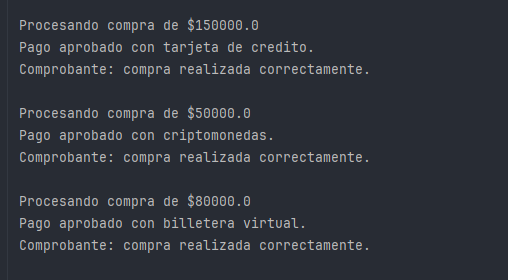 Procesando compra de $150000.0
Pago aprobado con tarjeta de credito.
Comprobante: compra realizada correctamente.
Procesando compra de $50000.0
Pago aprobado con criptomonedas.
Comprobante: compra realizada correctamente.
Procesando compra de $80000.0
Pago aprobado con billetera virtual.
Comprobante: compra realizada correctamente.